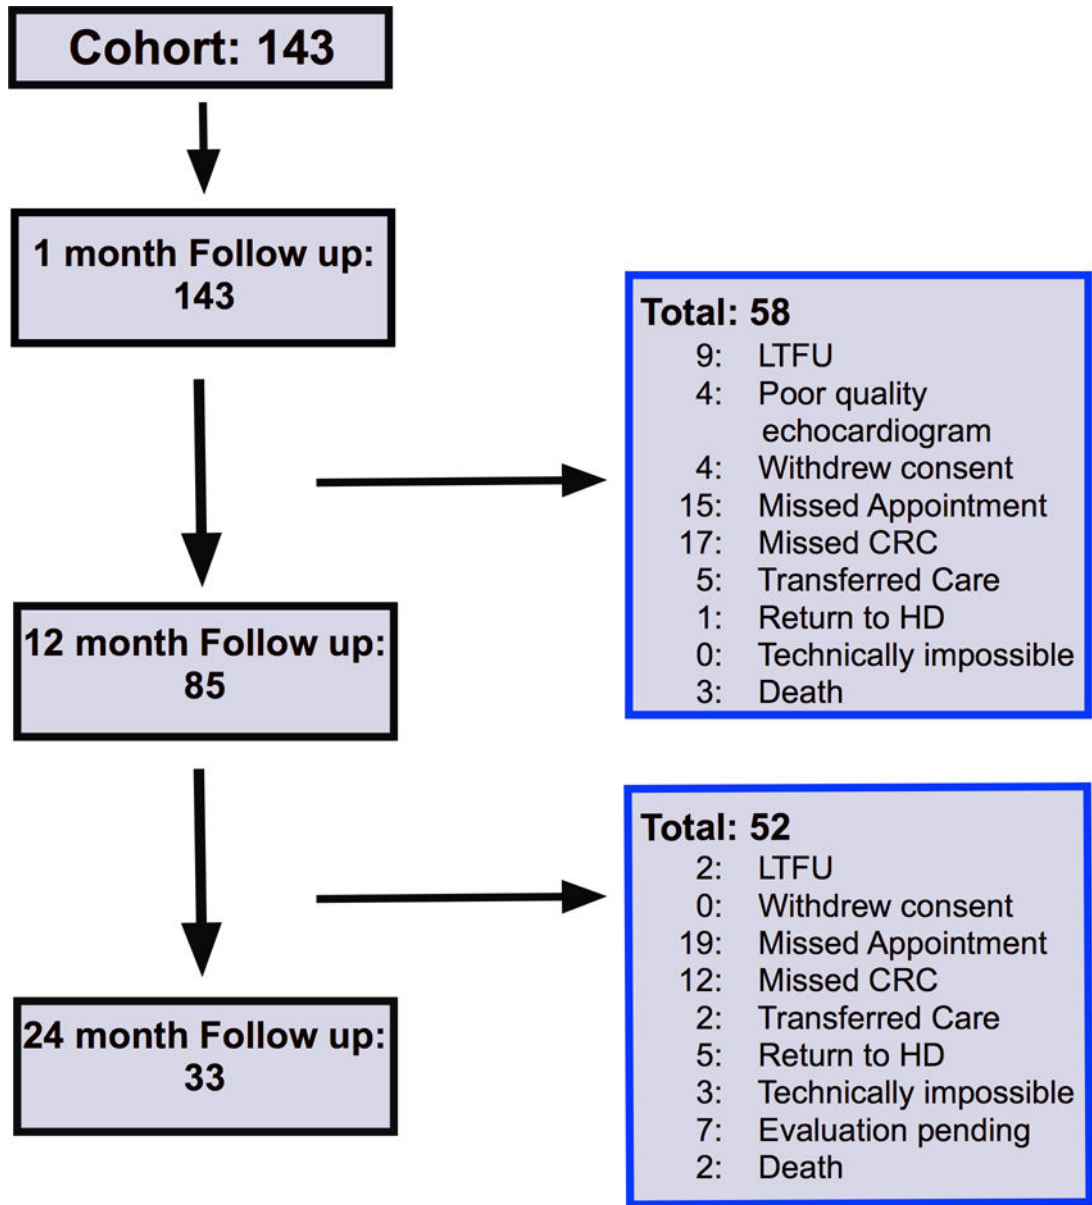 Cohort: 143
1 month Follow up:
143
Total: 58
9: LTFU
4: Poor quality
echocardiogram
4: Withdrew consent
15: Missed Appointment
17: Missed CRC
5: Transferred Care
1: Return to HD
0: Technically impossible
3: Death
12 month Follow up:
85
Total: 52
2: LTFU
0: Withdrew consent
19: Missed Appointment
12: Missed CRC
2: Transferred Care
5: Return to HD
3: Technically impossible
7: Evaluation pending
2: Death
24 month Follow up:
33